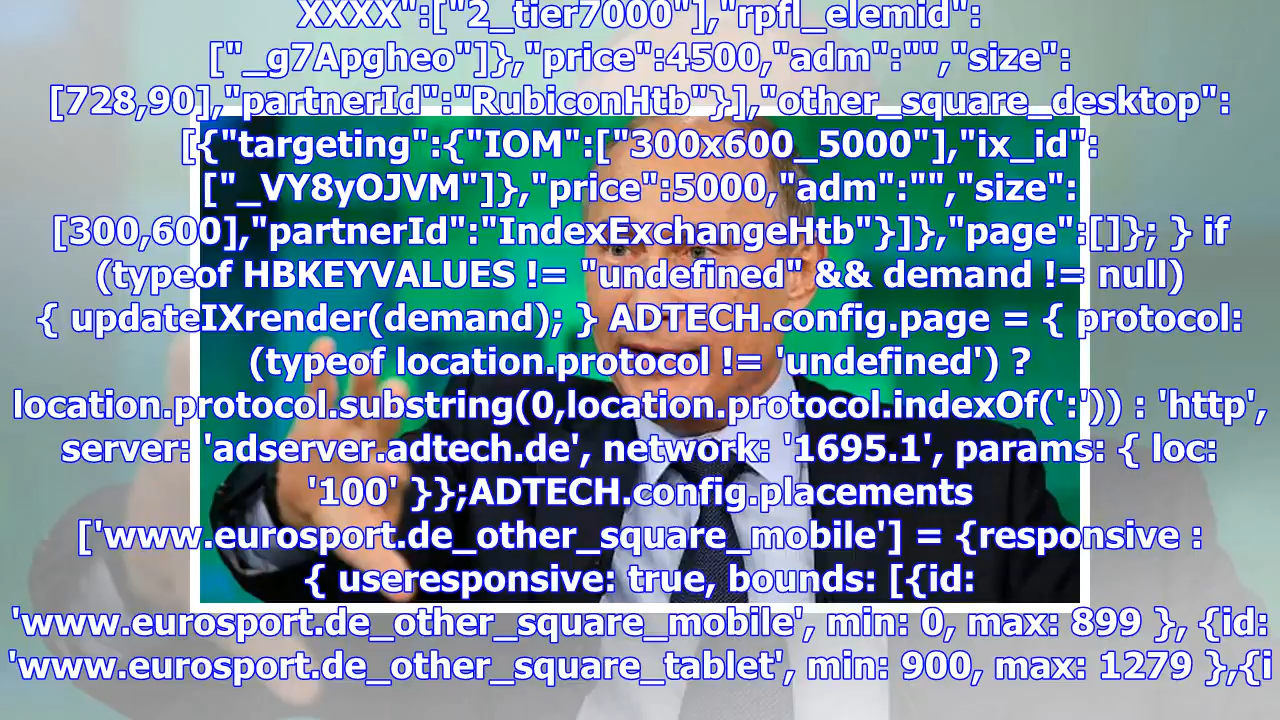 XXXX":["2_tier7000"],"rpfl_elemid":
["_g7Apgheo"]},"price":4500,"adm":"","size":
[728,90],"partnerId":"RubiconHtb"}],"other_square_desktop":
[{"targeting":{"IOM":["300x600_5000"],"ix_id":
["_VY8yOJVM"]},"price":5000,"adm":"","size":
[300,600],"partnerId":"IndexExchangeHtb"}]},"page":[]}; } if
(typeof HBKEYVALUES != "undefined" && demand != null)
{ updateIXrender(demand); } ADTECH.config.page = { protocol:
(typeof location.protocol != 'undefined') ?
location.protocol.substring(0,location.protocol.indexOf(':')) : 'http',
server: 'adserver.adtech.de', network: '1695.1', params: { loc:
'100' }};ADTECH.config.placements
['www.eurosport.de_other_square_mobile'] = {responsive :
{ useresponsive: true, bounds: [{id:
'www.eurosport.de_other_square_mobile', min: 0, max: 899 }, {id:
'www.eurosport.de_other_square_tablet', min: 900, max: 1279 },{i